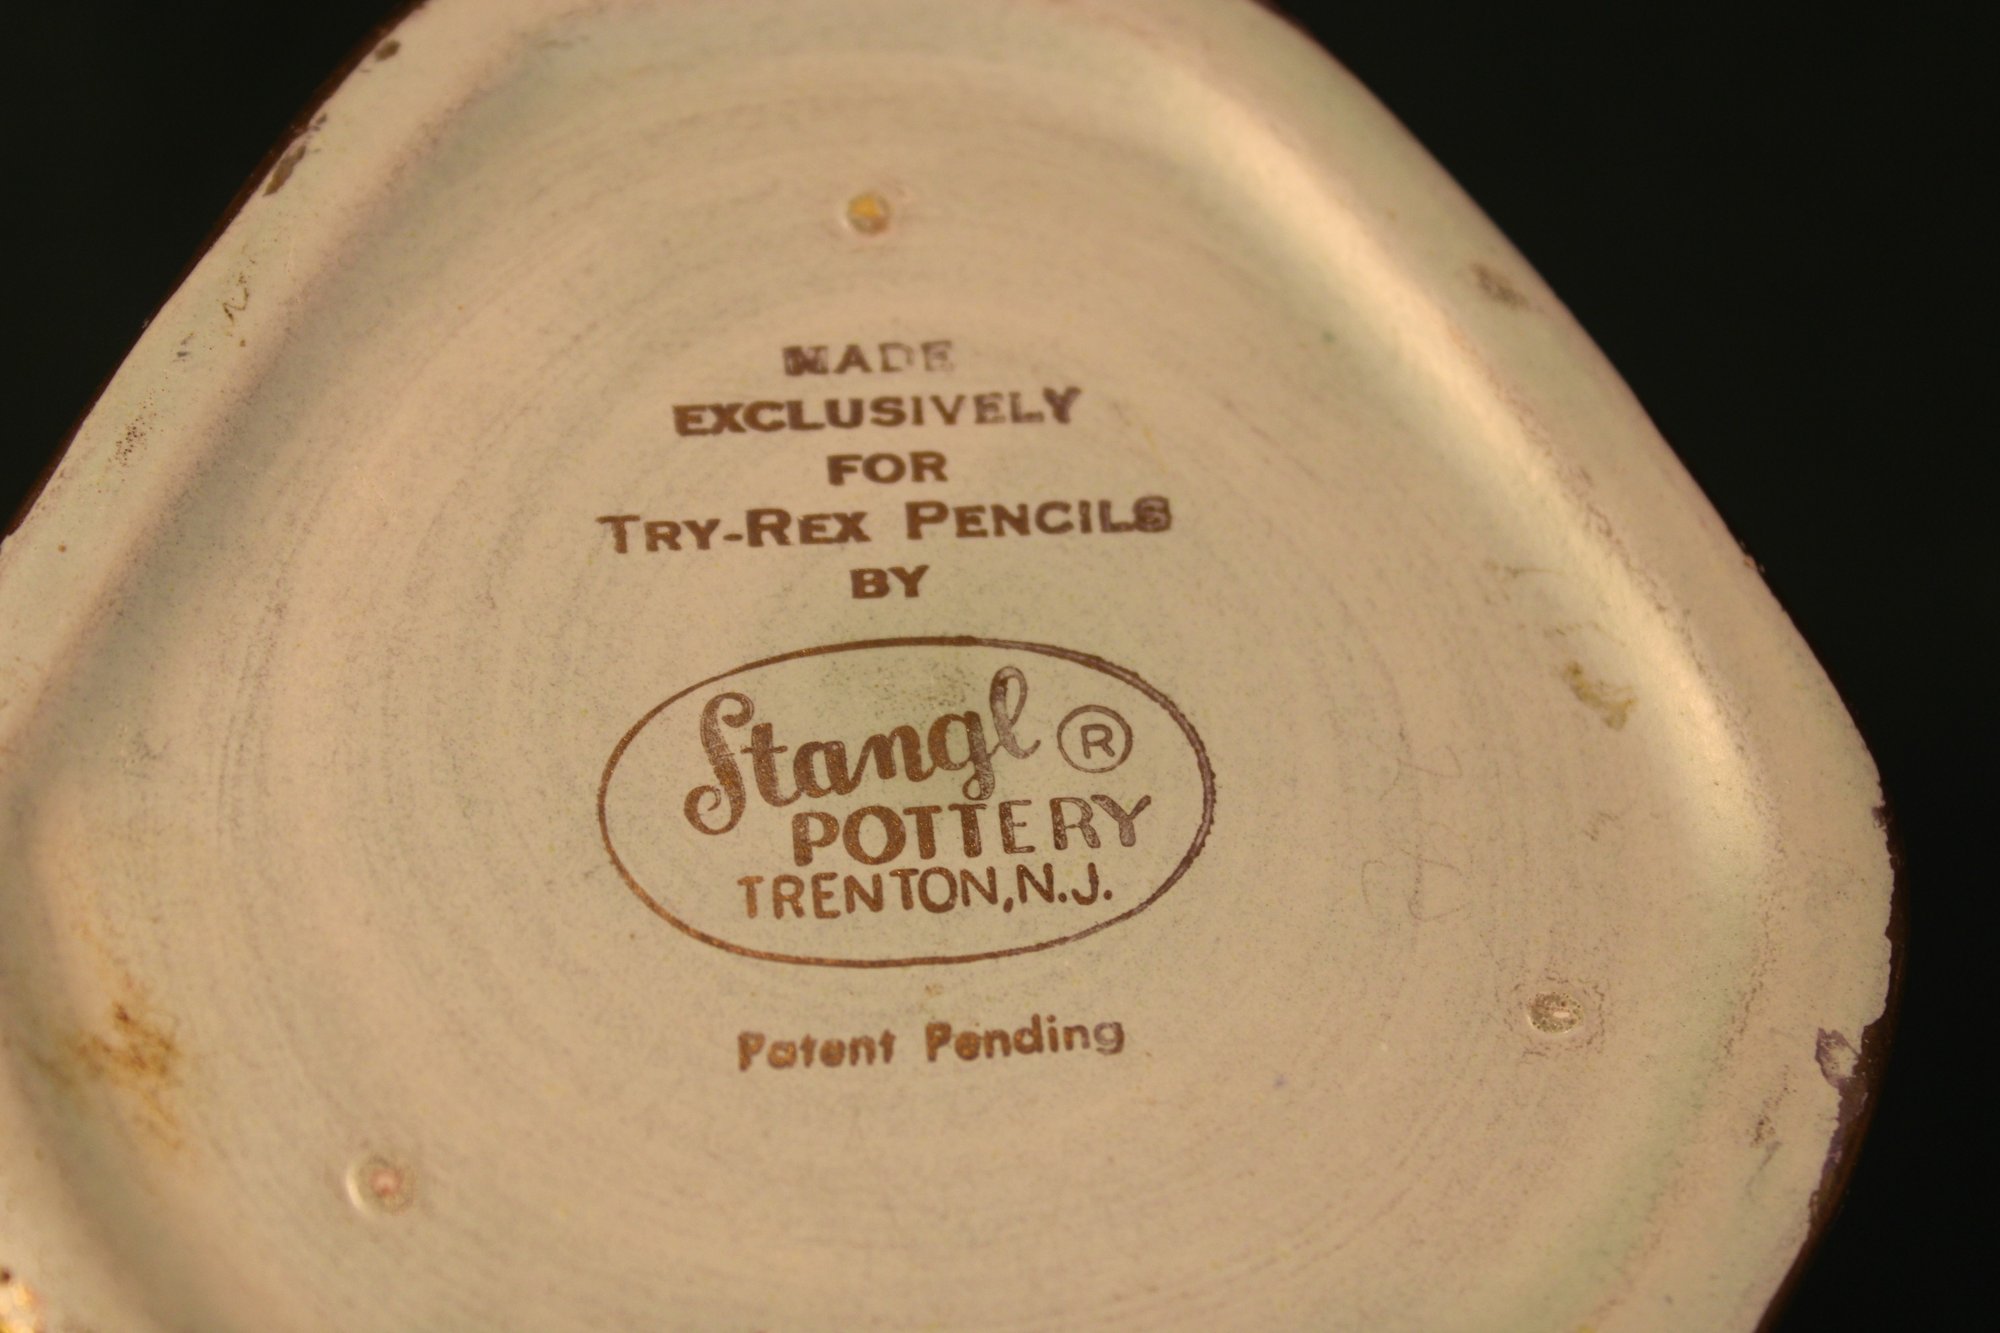 MADE
EXCLUSIVELY
FOR
TRY-REX PENCILS
BY
Stangl ®
POTTERY
TRENTON, N.J.
Patent Pending